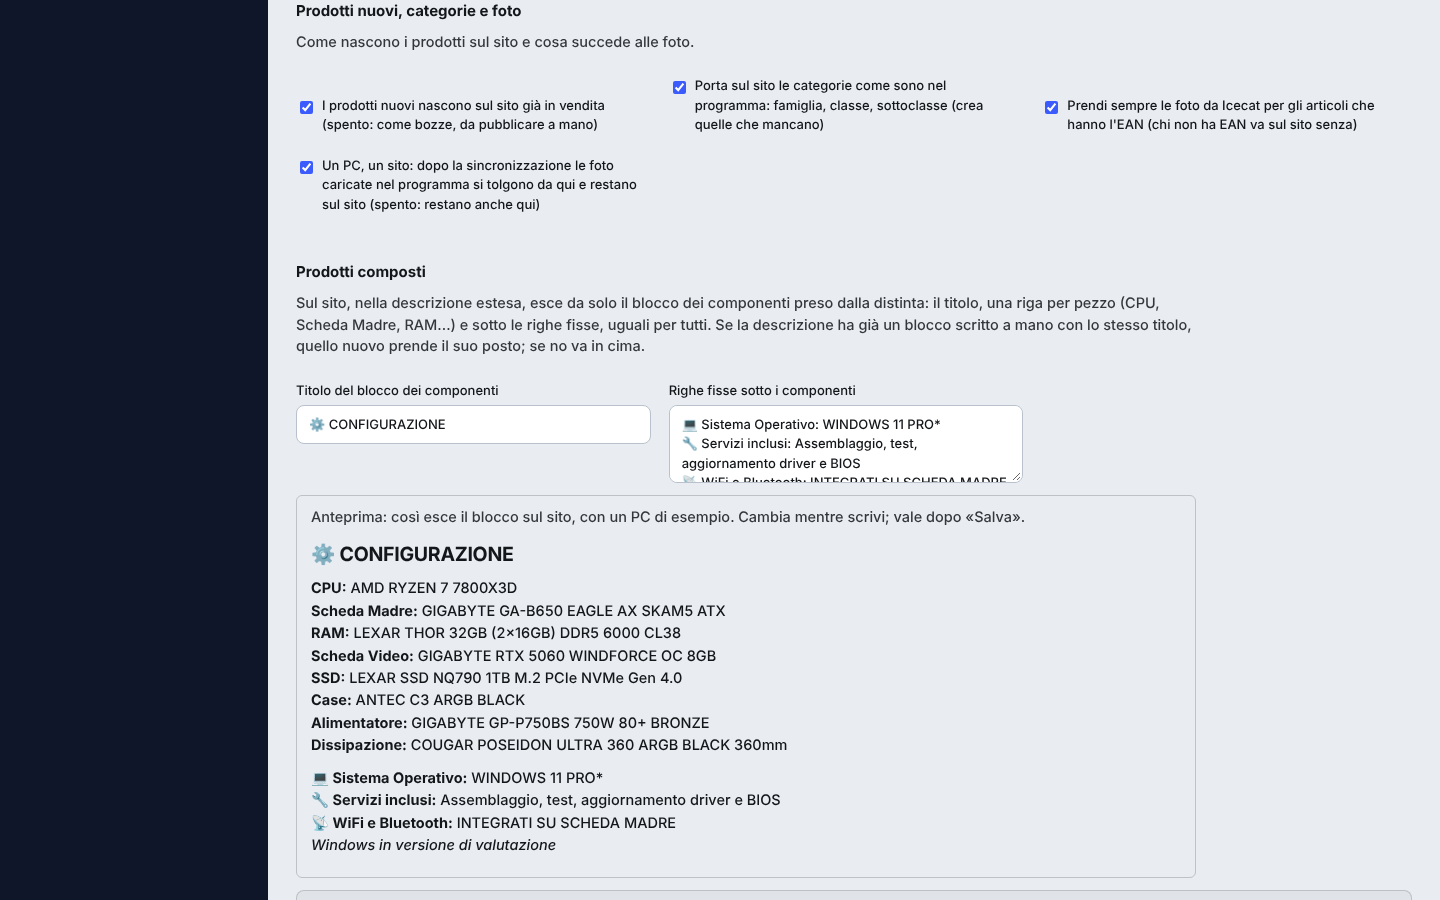 Prodotti nuovi, categorie e foto
Come nascono i prodotti sul sito e cosa succede alle foto.
I prodotti nuovi nascono sul sito già in vendita
(spento: come bozze, da pubblicare a mano)
Porta sul sito le categorie come sono nel
programma: famiglia, classe, sottoclasse (crea
quelle che mancano)
Prendi sempre le foto da Icecat per gli articoli che
hanno l'EAN (chi non ha EAN va sul sito senza)
Un PC, un sito: dopo la sincronizzazione le foto
caricate nel programma si tolgono da qui e restano
sul sito (spento: restano anche qui)
Prodotti composti
Sul sito, nella descrizione estesa, esce da solo il blocco dei componenti preso dalla distinta: il titolo, una riga per pezzo (CPU,
Scheda Madre, RAM…) e sotto le righe fisse, uguali per tutti. Se la descrizione ha già un blocco scritto a mano con lo stesso titolo,
quello nuovo prende il suo posto; se no va in cima.
Titolo del blocco dei componenti
⚙️ CONFIGURAZIONE
Righe fisse sotto i componenti
💻 Sistema Operativo: WINDOWS 11 PRO*
🔧 Servizi inclusi: Assemblaggio, test,
aggiornamento driver e BIOS
📡 WiFi e Bluetooth: INTEGRATI SU SCHEDA MADRE
Anteprima: così esce il blocco sul sito, con un PC di esempio. Cambia mentre scrivi; vale dopo «Salva».
⚙️ CONFIGURAZIONE
CPU: AMD RYZEN 7 7800X3D
Scheda Madre: GIGABYTE GA-B650 EAGLE AX SKAM5 ATX
RAM: LEXAR THOR 32GB (2×16GB) DDR5 6000 CL38
Scheda Video: GIGABYTE RTX 5060 WINDFORCE OC 8GB
SSD: LEXAR SSD NQ790 1TB M.2 PCIe NVMe Gen 4.0
Case: ANTEC C3 ARGB BLACK
Alimentatore: GIGABYTE GP-P750BS 750W 80+ BRONZE
Dissipazione: COUGAR POSEIDON ULTRA 360 ARGB BLACK 360mm
💻 Sistema Operativo: WINDOWS 11 PRO*
🔧 Servizi inclusi: Assemblaggio, test, aggiornamento driver e BIOS
📡 WiFi e Bluetooth: INTEGRATI SU SCHEDA MADRE
Windows in versione di valutazione